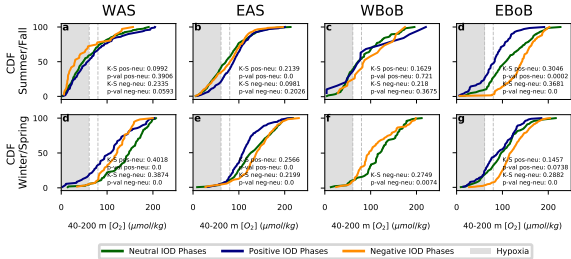 WAS EAS WBoB EBoB
CDF
Summer/Fall
100
50
0
a
K-S pos-neu: 0.0992
p-val pos-neu: 0.3906
K-S neg-neu: 0.2335
p-val neg-neu: 0.0593
b
K-S pos-neu: 0.2139
p-val pos-neu: 0.0
K-S neg-neu: 0.0981
p-val neg-neu: 0.2026
c
K-S pos-neu: 0.1629
p-val pos-neu: 0.721
K-S neg-neu: 0.218
p-val neg-neu: 0.3675
d
K-S pos-neu: 0.3046
p-val pos-neu: 0.0002
K-S neg-neu: 0.3681
p-val neg-neu: 0.0
CDF
Winter/Spring
100
50
0
d
K-S pos-neu: 0.4018
p-val pos-neu: 0.0
K-S neg-neu: 0.3874
p-val neg-neu: 0.0
e
K-S pos-neu: 0.2566
p-val pos-neu: 0.0
K-S neg-neu: 0.2199
p-val neg-neu: 0.0
f
K-S neg-neu: 0.2749
p-val neg-neu: 0.0074
g
K-S pos-neu: 0.1457
p-val pos-neu: 0.0738
K-S neg-neu: 0.2882
p-val neg-neu: 0.0
0 100 200 0 100 200 0 100 200 0 100 200
40-200 m [O₂] (μmol/kg) 40-200 m [O₂] (μmol/kg) 40-200 m [O₂] (μmol/kg) 40-200 m [O₂] (μmol/kg)
Neutral IOD Phases Positive IOD Phases Negative IOD Phases Hypoxia